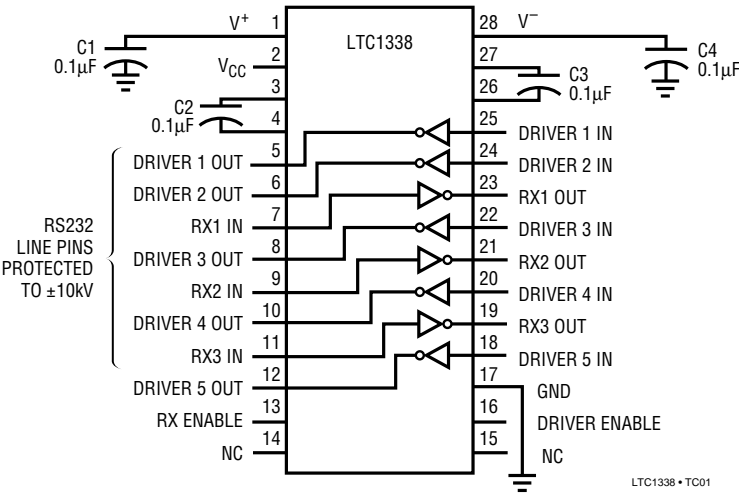 V+ 1 28 V−
C1
0.1µF
LTC1338
C4
0.1µF
VCC 2 27
C3
0.1µF
3 26
C2
0.1µF
4 25 DRIVER 1 IN
DRIVER 1 OUT 5 24 DRIVER 2 IN
DRIVER 2 OUT 6 23 RX1 OUT
RX1 IN 7 22 DRIVER 3 IN
DRIVER 3 OUT 8 21 RX2 OUT
RX2 IN 9 20 DRIVER 4 IN
DRIVER 4 OUT 10 19 RX3 OUT
RX3 IN 11 18 DRIVER 5 IN
DRIVER 5 OUT 12 17 GND
RX ENABLE 13 16 DRIVER ENABLE
NC 14 15 NC
RS232
LINE PINS
PROTECTED
TO ±10kV
LTC1338 • TC01